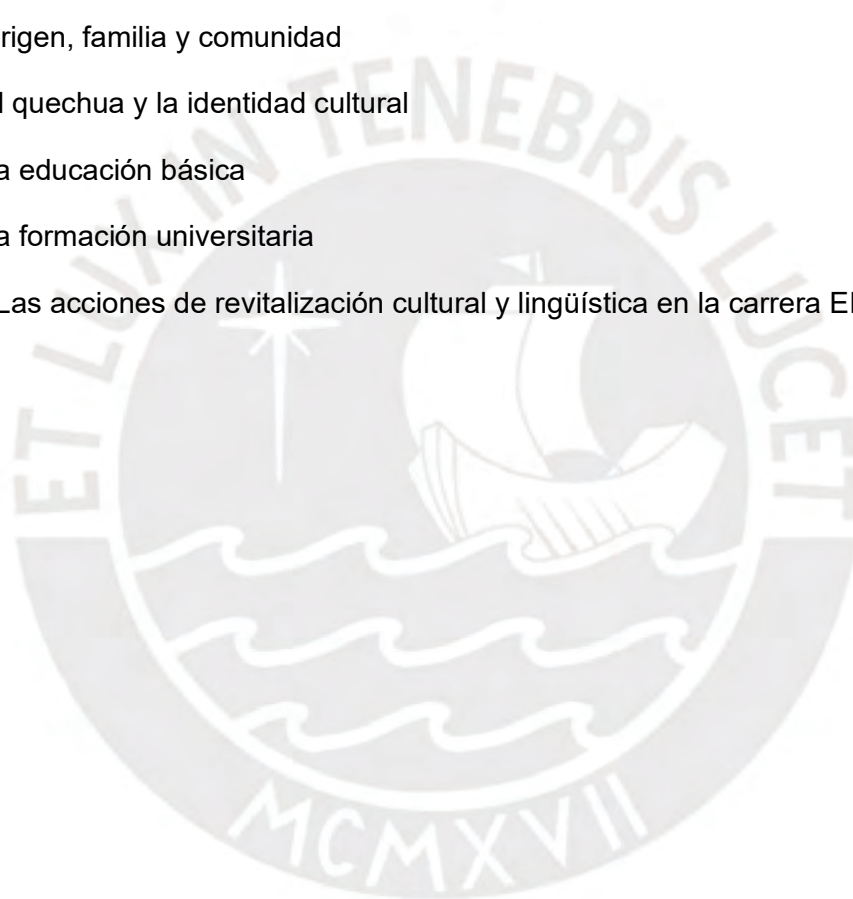 rigen, familia y comunidad
l quechua y la identidad cultural
a educación básica
a formación universitaria
Las acciones de revitalización cultural y lingüística en la carrera EI
ET LUX IN TENEBRIS LUCET
MCMXVII